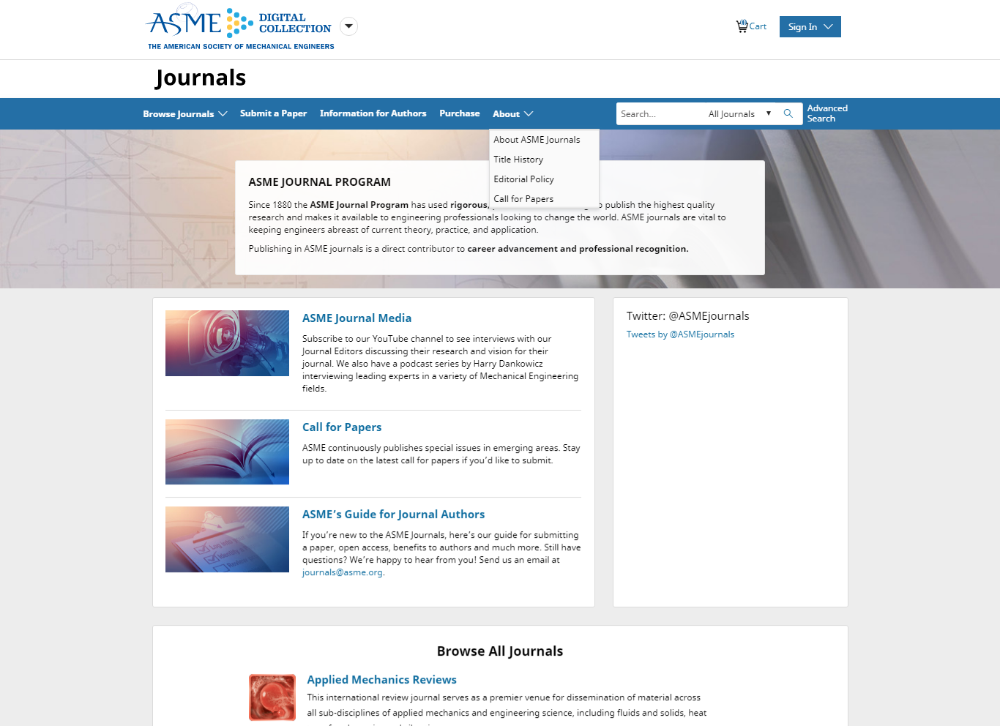 ASME DIGITAL COLLECTION
THE AMERICAN SOCIETY OF MECHANICAL ENGINEERS
(0) Cart
Sign In
Journals
Browse Journals Submit a Paper Information for Authors Purchase About
Search... All Journals
Advanced
Search
About ASME Journals
Title History
Editorial Policy
Call for Papers
ASME JOURNAL PROGRAM
Since 1880 the ASME Journal Program has used rigorous, publish the highest quality
research and makes it available to engineering professionals looking to change the world. ASME journals are vital to
keeping engineers abreast of current theory, practice, and application.
Publishing in ASME journals is a direct contributor to career advancement and professional recognition.
ASME Journal Media
Subscribe to our YouTube channel to see interviews with our
Journal Editors discussing their research and vision for their
journal. We also have a podcast series by Harry Dankowicz
interviewing leading experts in a variety of Mechanical Engineering
fields.
Call for Papers
ASME continuously publishes special issues in emerging areas. Stay
up to date on the latest call for papers if you’d like to submit.
ASME’s Guide for Journal Authors
If you’re new to the ASME Journals, here’s our guide for submitting
a paper, open access, benefits to authors and much more. Still have
questions? We’re happy to hear from you! Send us an email at
journals@asme.org.
Twitter: @ASMEjournals
Tweets by @ASMEjournals
Browse All Journals
Applied Mechanics Reviews
This international review journal serves as a premier venue for dissemination of material across
all sub-disciplines of applied mechanics and engineering science, including fluids and solids, heat